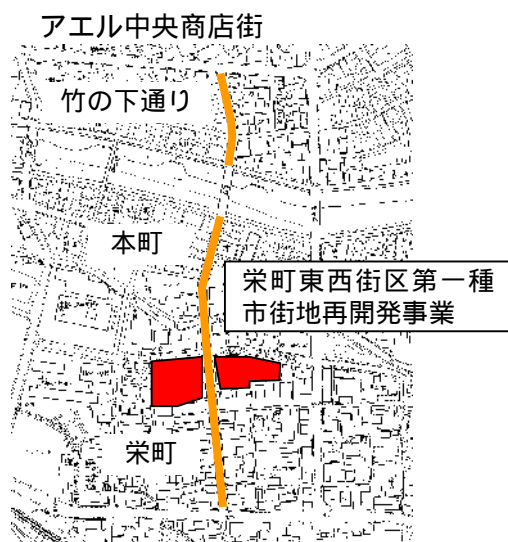 アエル中央商店街
竹の下通り
本町
栄町東西街区第一種
市街地再開発事業
栄町